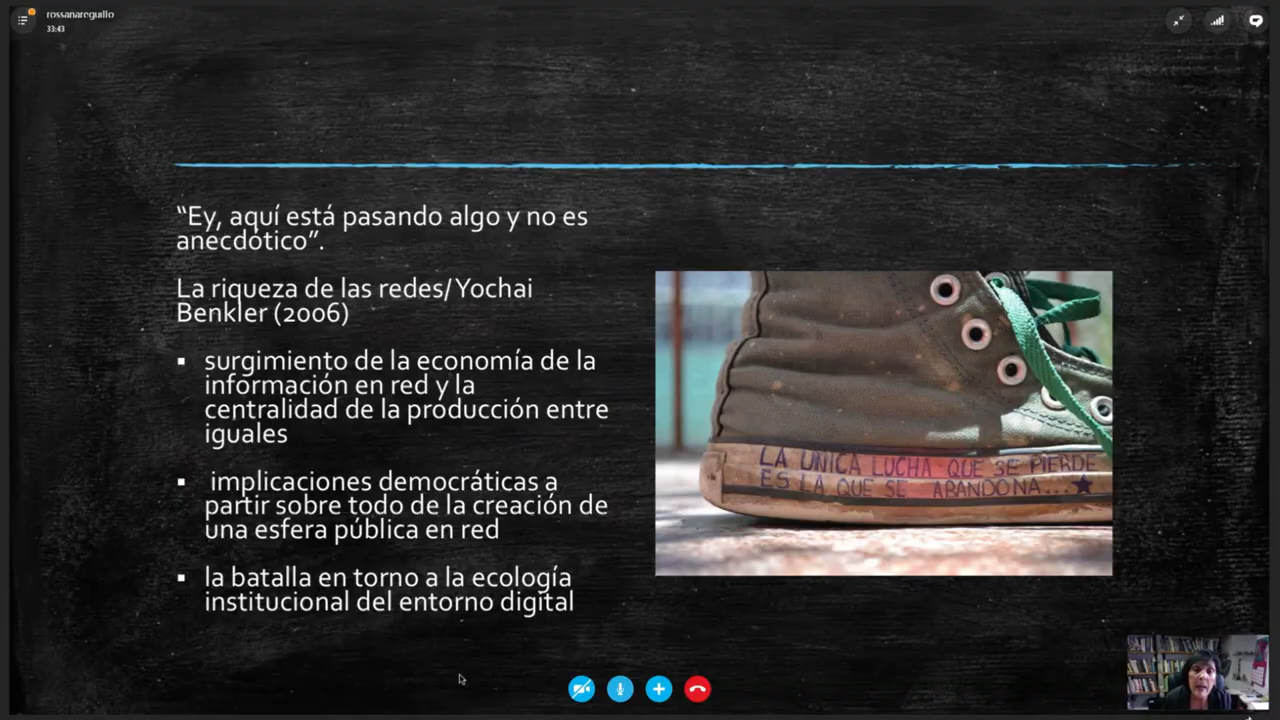 rossanareguillo
33:43
“Ey, aquí está pasando algo y no es
anecdótico”.
La riqueza de las redes/ Yochai
Benkler (2006)
▪ surgimiento de la economía de la
información en red y la
centralidad de la producción entre
iguales
▪ implicaciones democráticas a
partir sobre todo de la creación de
una esfera pública en red
▪ la batalla en torno a la ecología
institucional del entorno digital
LA UNICA LUCHA QUE SE PIERDE
ES LA QUE SE ABANDONA...★